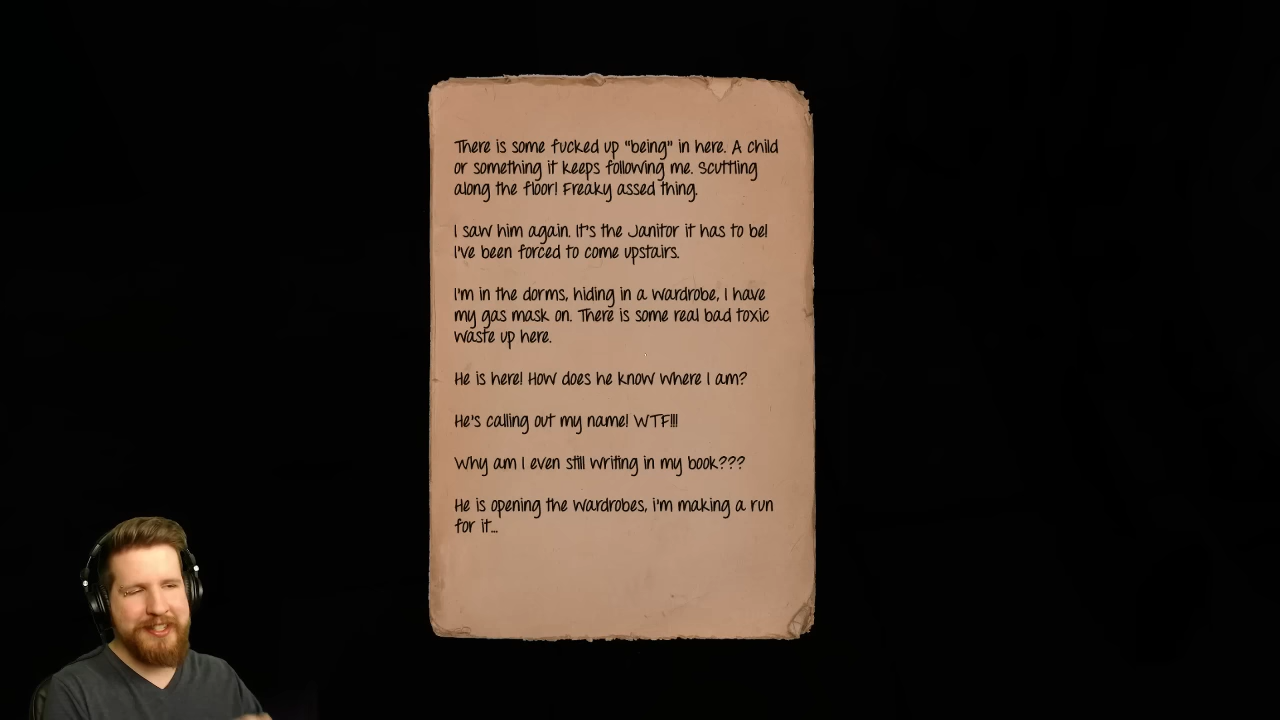 There is some fucked up "being" in here. A child
or something it keeps following me. Scuttling
along the floor! Freaky assed thing.
I saw him again. It's the Janitor it has to be!
I've been forced to come upstairs.
I'm in the dorms, hiding in a wardrobe, I have
my gas mask on. There is some real bad toxic
waste up here.
He is here! How does he know where I am?
He's calling out my name! WTF!!!
Why am I even still writing in my book???
He is opening the wardrobes, i'm making a run
for it...